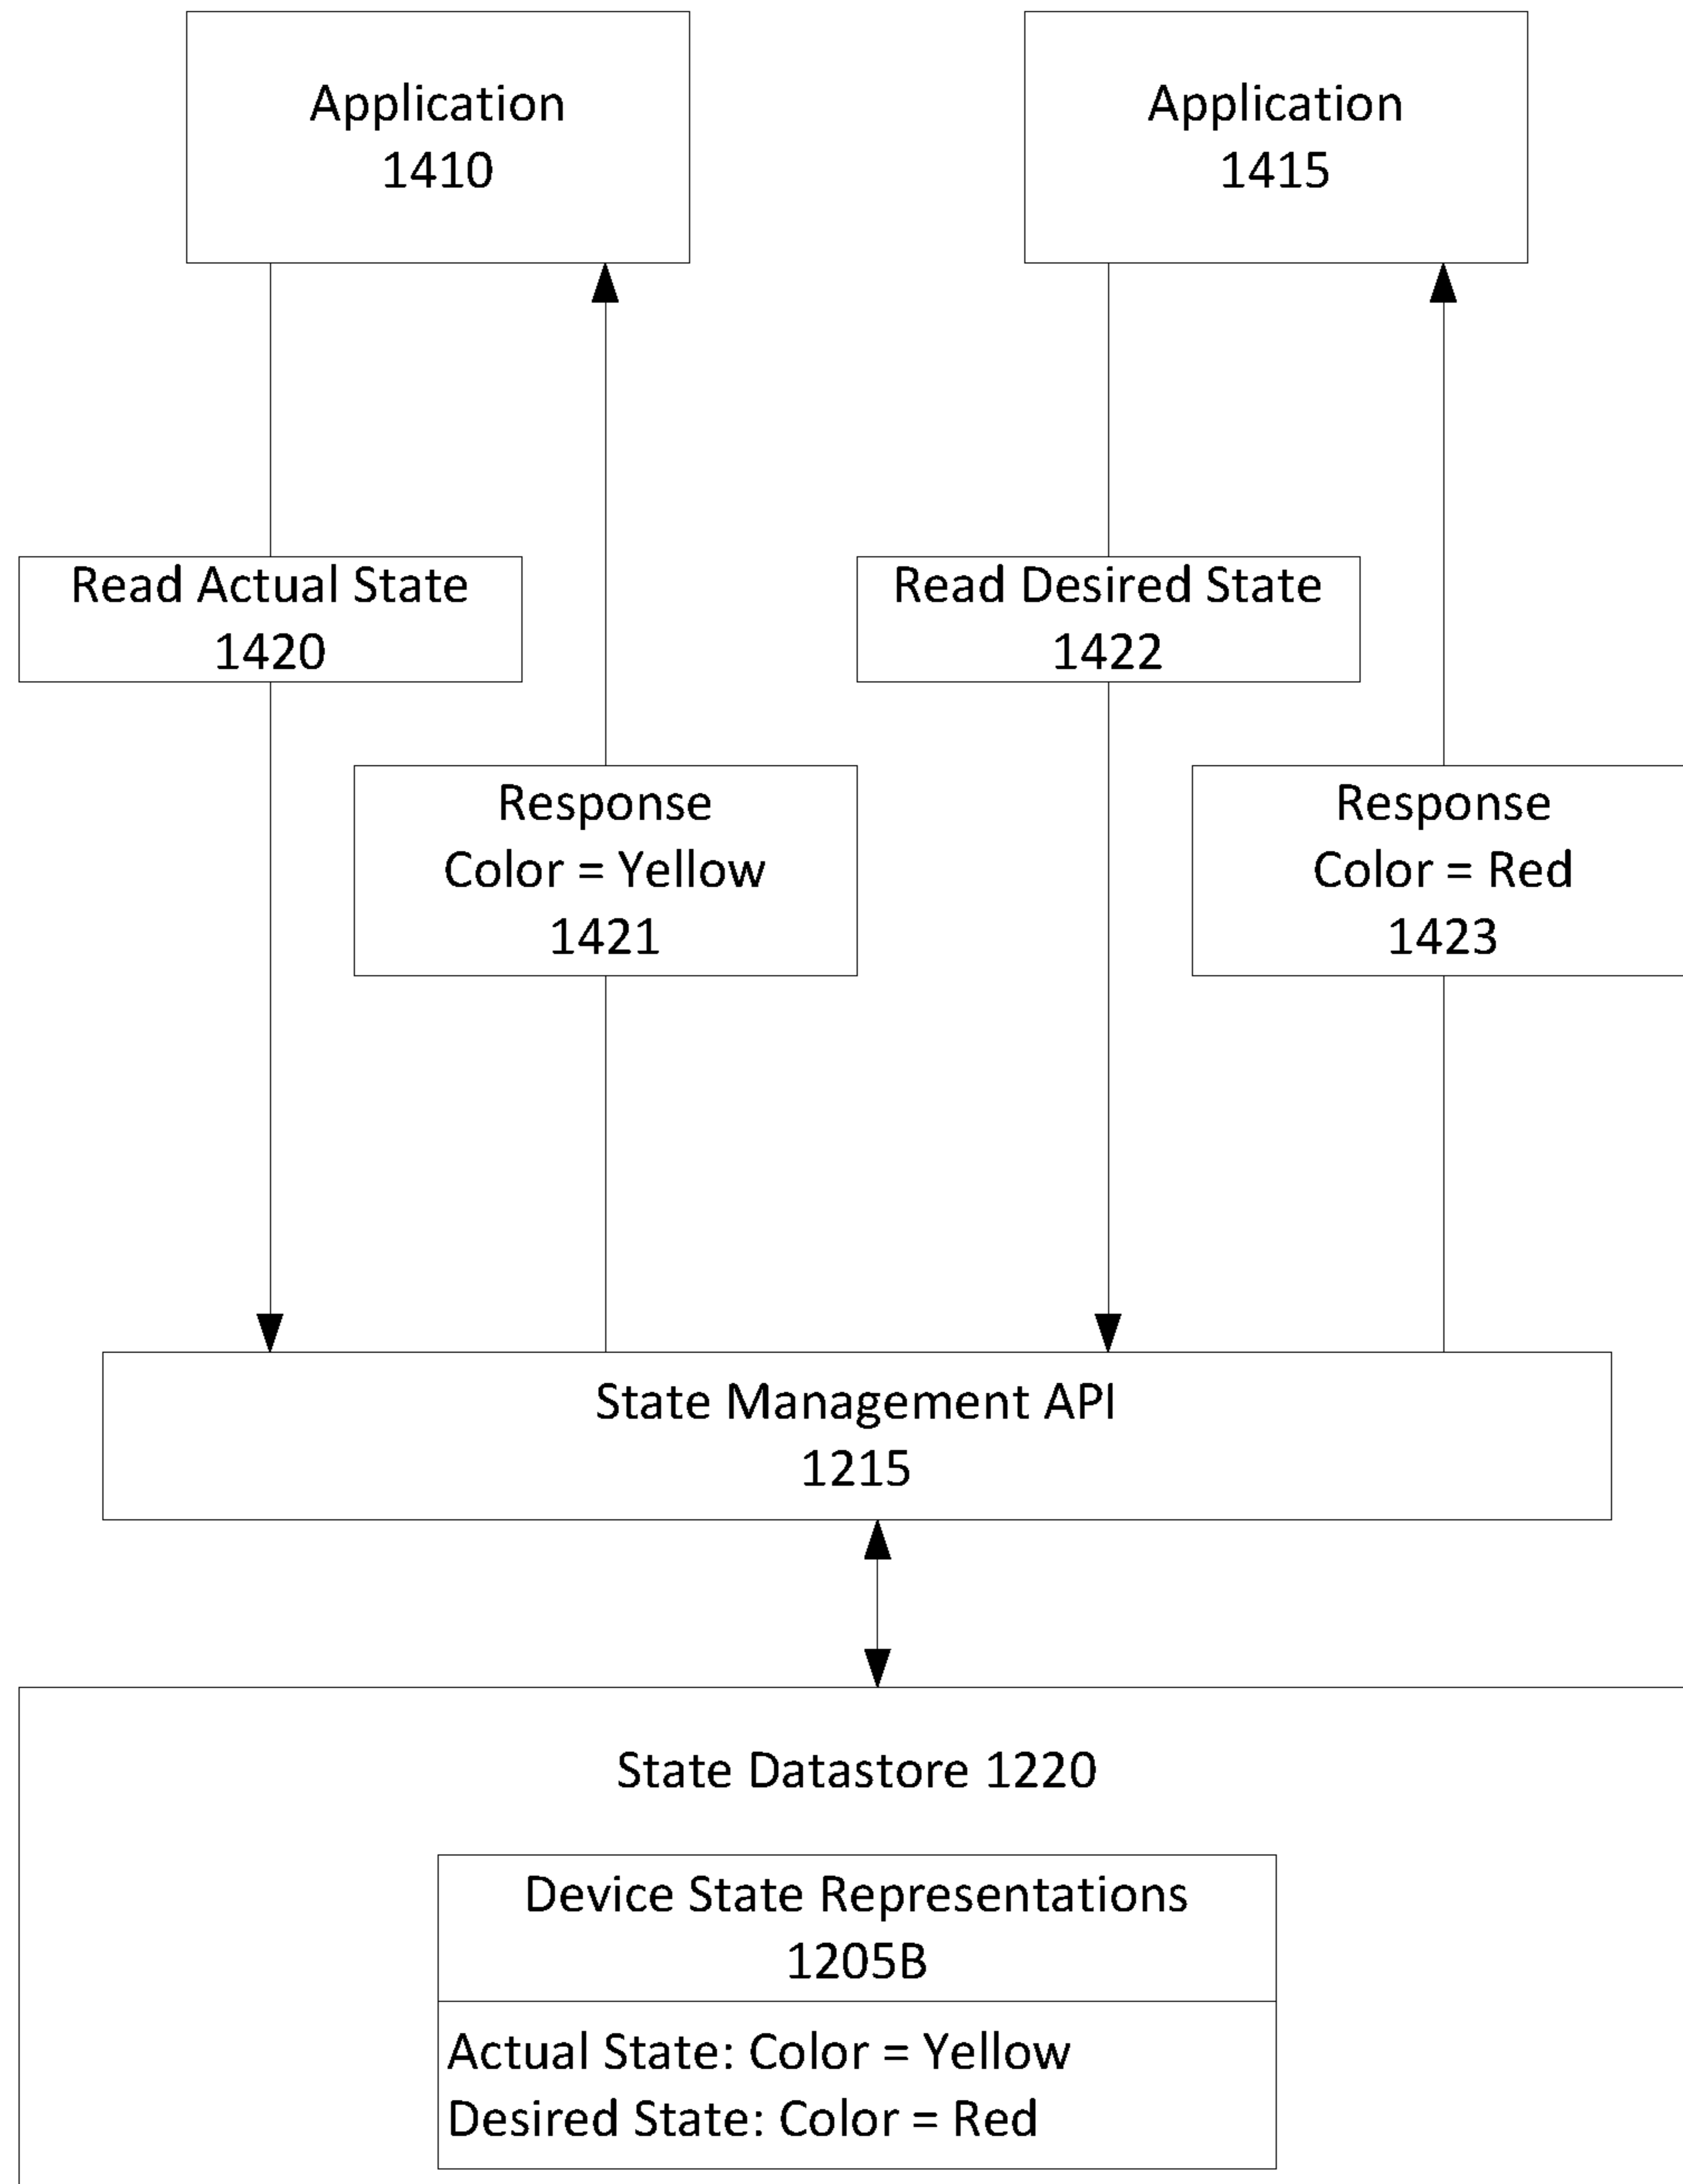 Application
1410
Application
1415
Read Actual State
1420
Read Desired State
1422
Response
Color = Yellow
1421
Response
Color = Red
1423
State Management API
1215
State Datastore 1220
Device State Representations
1205B
Actual State: Color = Yellow
Desired State: Color = Red